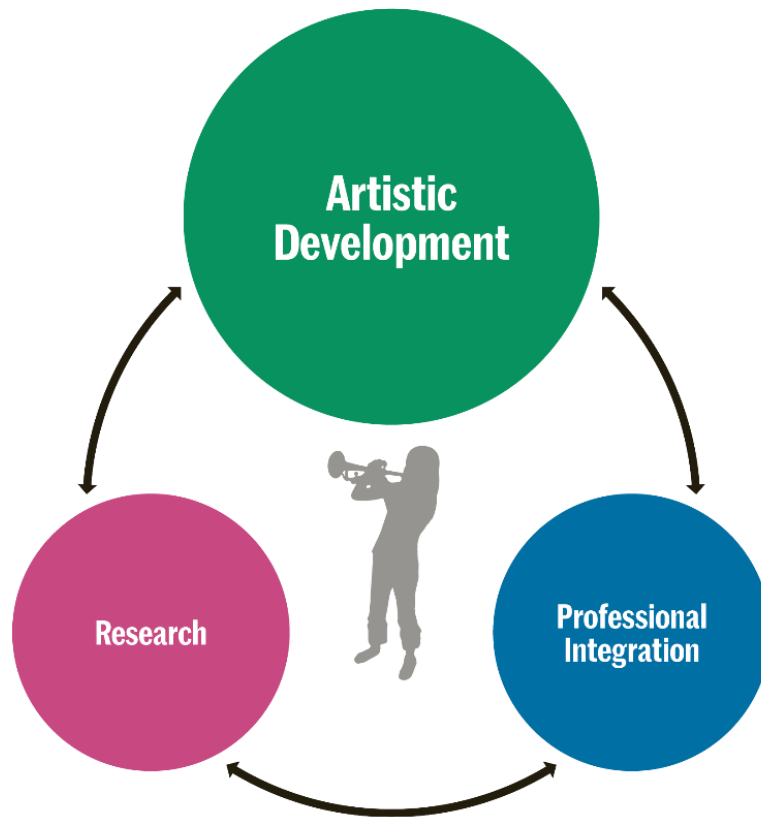 Artistic
Development
Research
Professional
Integration